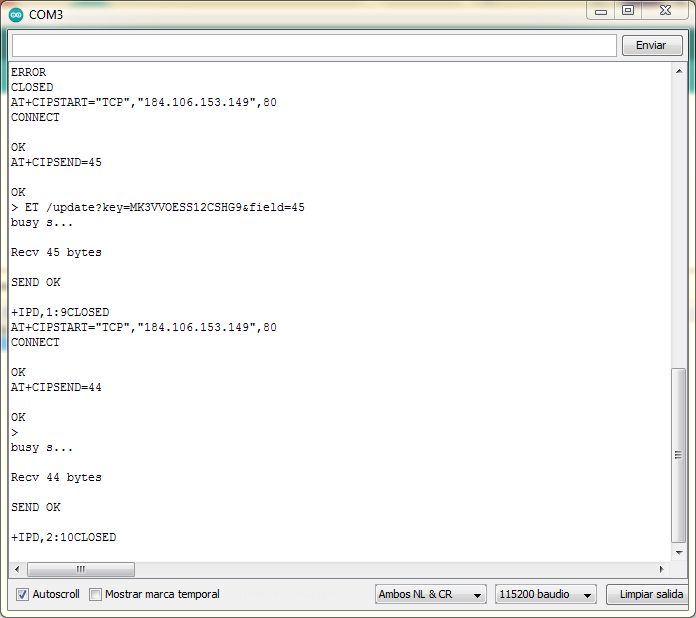 COM3
Enviar
ERROR
CLOSED
AT+CIPSTART="TCP","184.106.153.149",80
CONNECT
OK
AT+CIPSEND=45
OK
> ET /update?key=MK3VVOESS12CSHG9&field=45
busy s...
Recv 45 bytes
SEND OK
+IPD,1:9CLOSED
AT+CIPSTART="TCP","184.106.153.149",80
CONNECT
OK
AT+CIPSEND=44
OK
>
busy s...
Recv 44 bytes
SEND OK
+IPD,2:10CLOSED
Autoscroll Mostrar marca temporal Ambos NL & CR 115200 baudio Limpiar salida